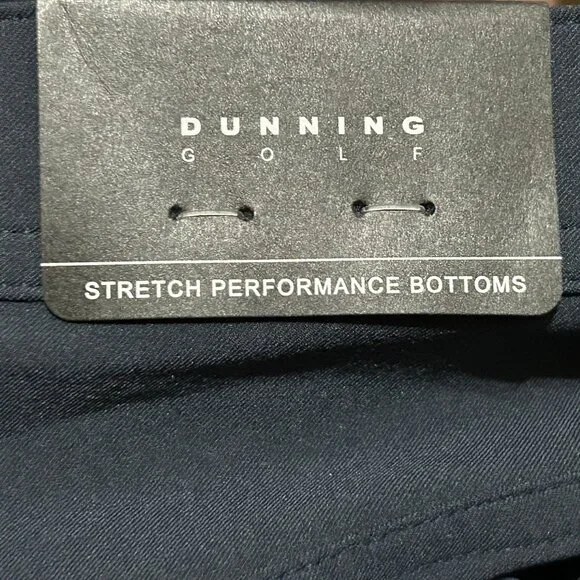 DUNNING
GOLF
STRETCH PERFORMANCE BOTTOMS